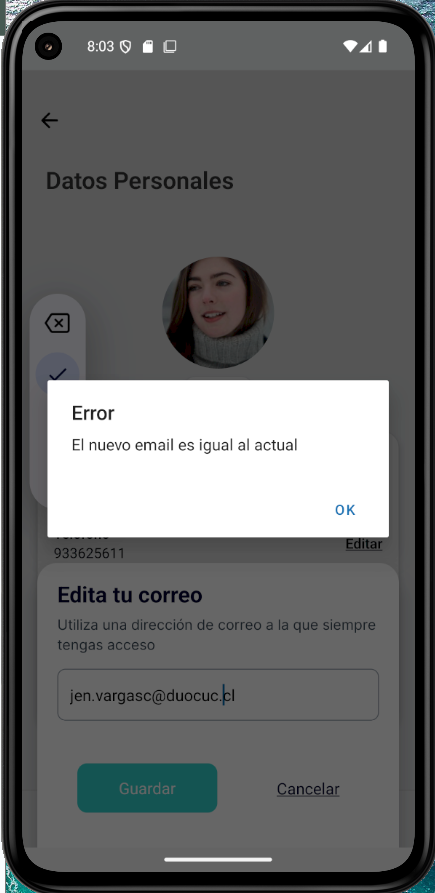 8:03
Datos Personales
Error
El nuevo email es igual al actual
OK
933625611
Editar
Edita tu correo
Utiliza una dirección de correo a la que siempre
tengas acceso
jen.vargasc@duocuc.cl
Guardar
Cancelar